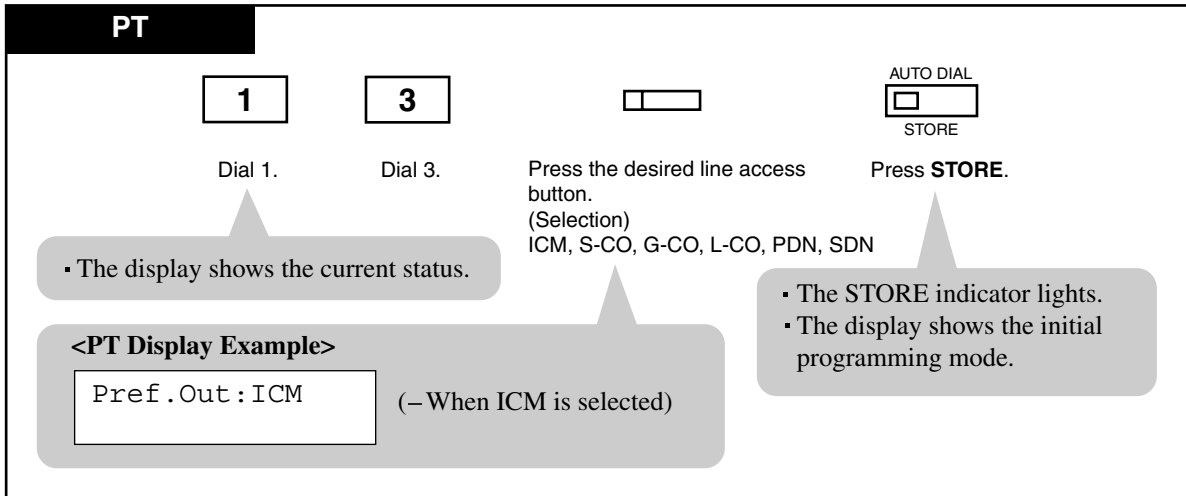 PT
1
3
AUTO DIAL
STORE
Dial 1.
Dial 3.
Press the desired line access
button.
(Selection)
ICM, S-CO, G-CO, L-CO, PDN, SDN
Press STORE.
▪ The display shows the current status.
▪ The STORE indicator lights.
▪ The display shows the initial
programming mode.
<PT Display Example>
Pref.Out:ICM
(–When ICM is selected)